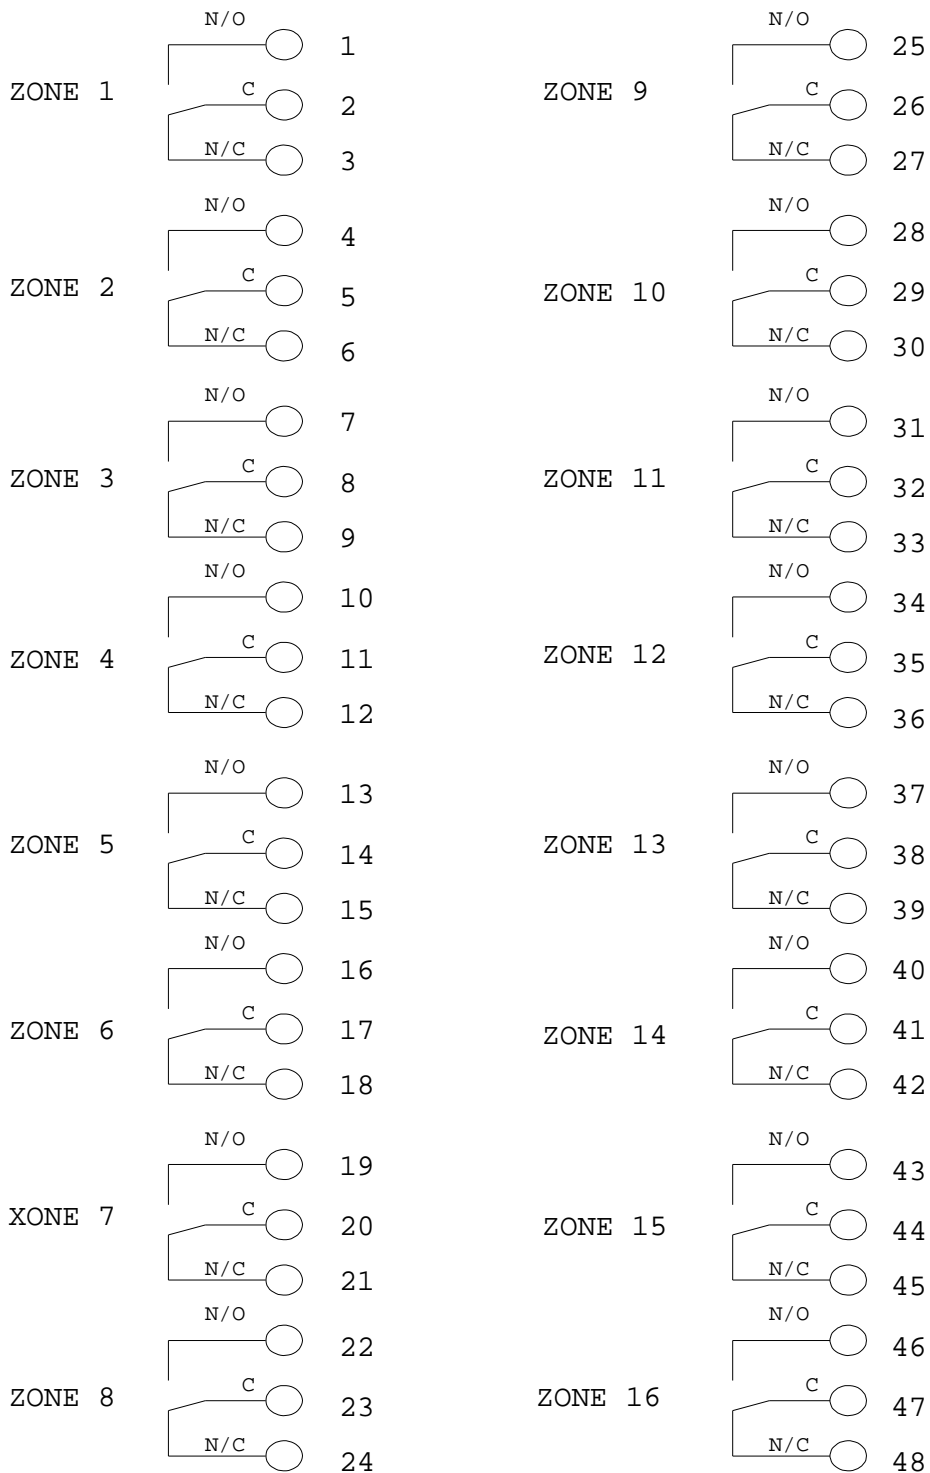 N/O
1
ZONE 1
C
2
N/C
3
N/O
4
ZONE 2
C
5
N/C
6
N/O
7
ZONE 3
C
8
N/C
9
N/O
10
ZONE 4
C
11
N/C
12
N/O
13
ZONE 5
C
14
N/C
15
N/O
16
ZONE 6
C
17
N/C
18
N/O
19
XONE 7
C
20
N/C
21
N/O
22
ZONE 8
C
23
N/C
24
N/O
25
ZONE 9
C
26
N/C
27
N/O
28
ZONE 10
C
29
N/C
30
N/O
31
ZONE 11
C
32
N/C
33
N/O
34
ZONE 12
C
35
N/C
36
N/O
37
ZONE 13
C
38
N/C
39
N/O
40
ZONE 14
C
41
N/C
42
N/O
43
ZONE 15
C
44
N/C
45
N/O
46
ZONE 16
C
47
N/C
48